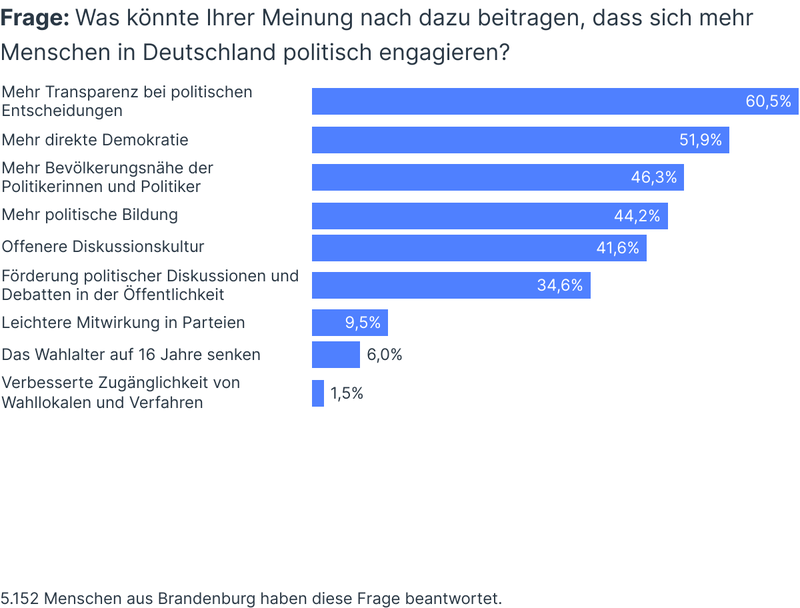 Frage: Was könnte Ihrer Meinung nach dazu beitragen, dass sich mehr
Menschen in Deutschland politisch engagieren?
Mehr Transparenz bei politischen
Entscheidungen
60,5%
Mehr direkte Demokratie
51,9%
Mehr Bevölkerungsnähe der
Politikerinnen und Politiker
46,3%
Mehr politische Bildung
44,2%
Offenere Diskussionskultur
41,6%
Förderung politischer Diskussionen und
Debatten in der Öffentlichkeit
34,6%
Leichtere Mitwirkung in Parteien
9,5%
Das Wahlalter auf 16 Jahre senken
6,0%
Verbesserte Zugänglichkeit von
Wahllokalen und Verfahren
1,5%
5.152 Menschen aus Brandenburg haben diese Frage beantwortet.